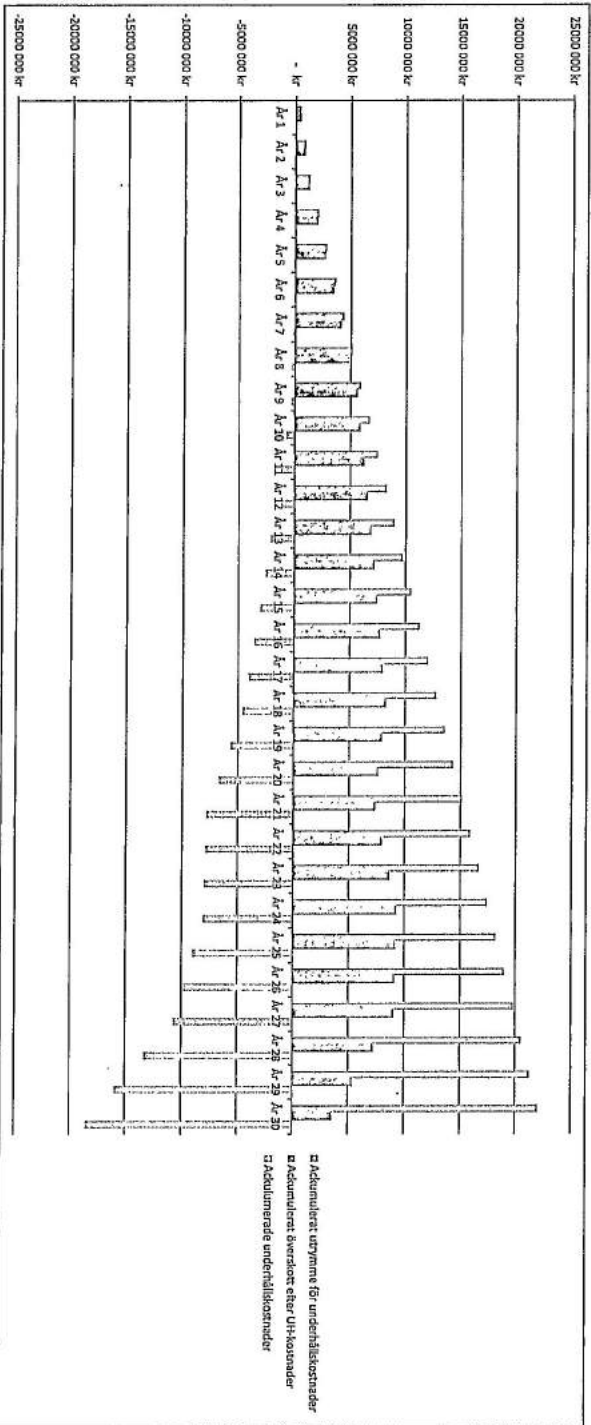 25000 000 kr
20000 000 kr
15000 000 kr
10000 000 kr
5000 000 kr
- kr
-5000 000 kr
-10000 000 kr
-15000 000 kr
-20000 000 kr
-25000 000 kr
År 1
År 2
År 3
År 4
År 5
År 6
År 7
År 8
År 9
År 10
År 11
År 12
År 13
År 14
År 15
År 16
År 17
År 18
År 19
År 20
År 21
År 22
År 23
År 24
År 25
År 26
År 27
År 28
År 29
År 30
Ackumulerat utrymme för underhållskostnader
Ackumulerat överskott efter UH-kostnader
Ackulumerade underhållskostnader